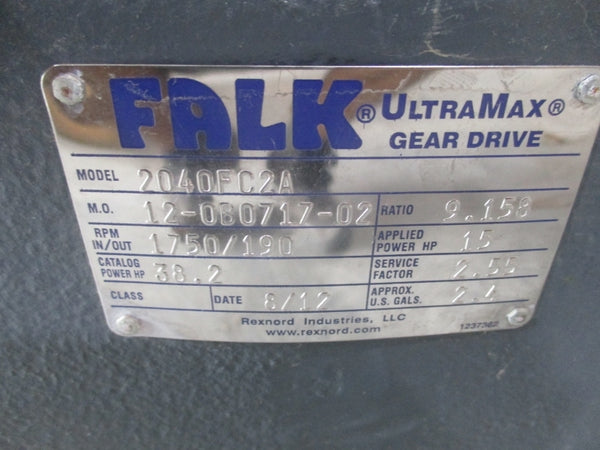 FALK® ULTRAMAX®
GEAR DRIVE
MODEL 2040FC2A
M.O. 12-080717-02 RATIO 9.158
RPM IN/OUT 1750/190 APPLIED POWER HP 15
CATALOG POWER HP 38.2 SERVICE FACTOR 2.55
CLASS DATE 8/12 APPROX. U.S. GALS. 2.4
Rexnord Industries, LLC
www.rexnord.com 1237362